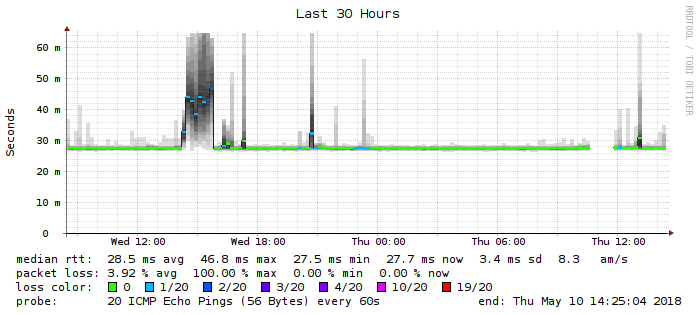 Last 30 Hours
RRDTOOL / TOBI OETIKER
Seconds
60 m
50 m
40 m
30 m
20 m
10 m
0
Wed 12:00 Wed 18:00 Thu 00:00 Thu 06:00 Thu 12:00
median rtt: 28.5 ms avg 46.8 ms max 27.5 ms min 27.7 ms now 3.4 ms sd 8.3 am/s
packet loss: 3.92 % avg 100.00 % max 0.00 % min 0.00 % now
loss color: 0 1/20 2/20 3/20 4/20 10/20 19/20
probe: 20 ICMP Echo Pings (56 Bytes) every 60s end: Thu May 10 14:25:04 2018